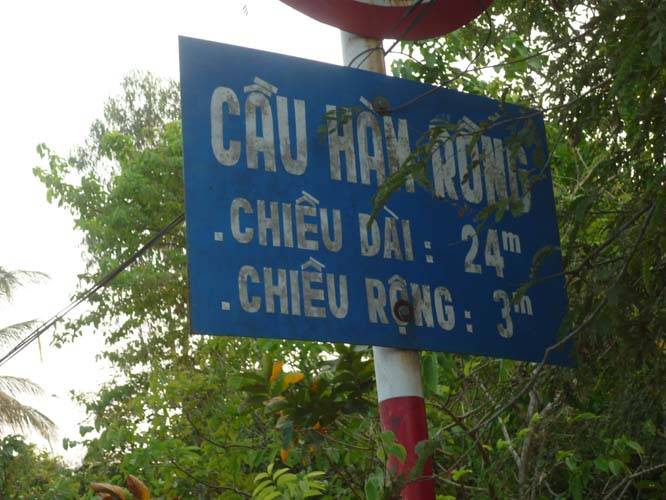 CẦU HÀM RỒNG
. CHIỀU DÀI : 24m
. CHIỀU RỘNG : 3m